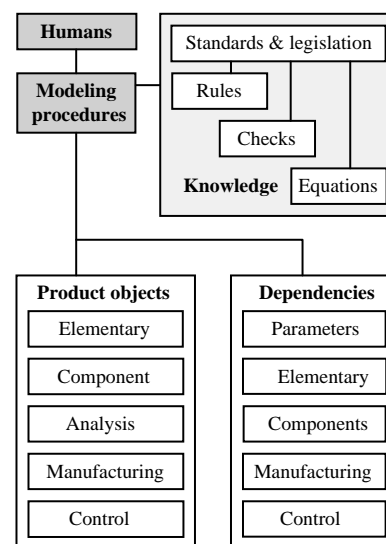 Humans
Modeling
procedures
Standards & legislation
Rules
Checks
Knowledge
Equations
Product objects
Elementary
Component
Analysis
Manufacturing
Control
Dependencies
Parameters
Elementary
Components
Manufacturing
Control